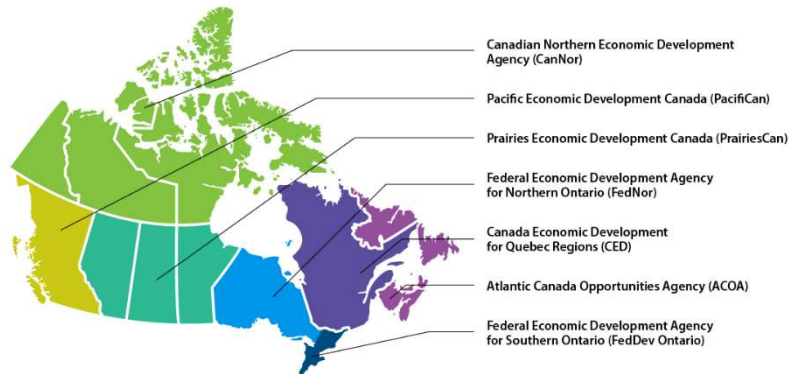 Canadian Northern Economic Development
Agency (CanNor)
Pacific Economic Development Canada (PacifiCan)
Prairies Economic Development Canada (PrairiesCan)
Federal Economic Development Agency
for Northern Ontario (FedNor)
Canada Economic Development
for Quebec Regions (CED)
Atlantic Canada Opportunities Agency (ACOA)
Federal Economic Development Agency
for Southern Ontario (FedDev Ontario)